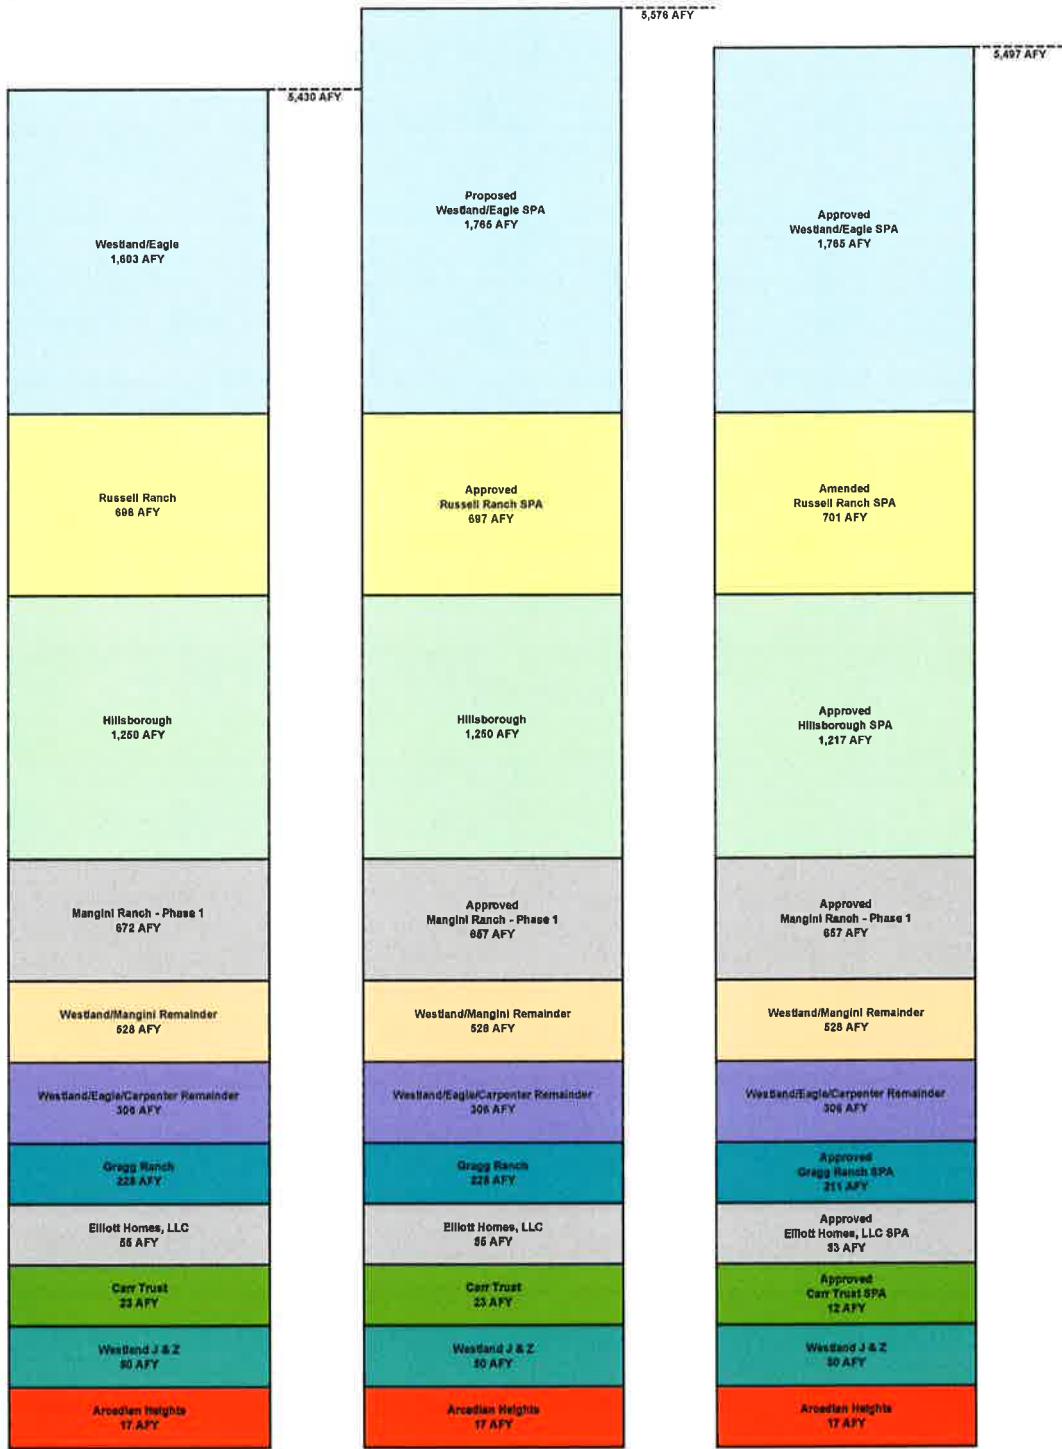 5,430 AFY
Westland/Eagle
1,603 AFY
Russell Ranch
698 AFY
Hillsborough
1,250 AFY
Mangini Ranch - Phase 1
672 AFY
Westland/Mangini Remainder
528 AFY
Westland/Eagle/Carpenter Remainder
306 AFY
Gragg Ranch
228 AFY
Elliott Homes, LLC
55 AFY
Carr Trust
23 AFY
Westland J & Z
50 AFY
Arcadian Heights
17 AFY
5,576 AFY
Proposed
Westland/Eagle SPA
1,765 AFY
Approved
Russell Ranch SPA
697 AFY
Hillsborough
1,250 AFY
Approved
Mangini Ranch - Phase 1
657 AFY
Westland/Mangini Remainder
528 AFY
Westland/Eagle/Carpenter Remainder
306 AFY
Gragg Ranch
228 AFY
Elliott Homes, LLC
55 AFY
Carr Trust
23 AFY
Westland J & Z
50 AFY
Arcadian Heights
17 AFY
5,497 AFY
Approved
Westland/Eagle SPA
1,765 AFY
Amended
Russell Ranch SPA
701 AFY
Approved
Hillsborough SPA
1,217 AFY
Approved
Mangini Ranch - Phase 1
657 AFY
Westland/Mangini Remainder
528 AFY
Westland/Eagle/Carpenter Remainder
306 AFY
Approved
Gragg Ranch SPA
211 AFY
Approved
Elliott Homes, LLC SPA
33 AFY
Approved
Carr Trust SPA
12 AFY
Westland J & Z
50 AFY
Arcadian Heights
17 AFY